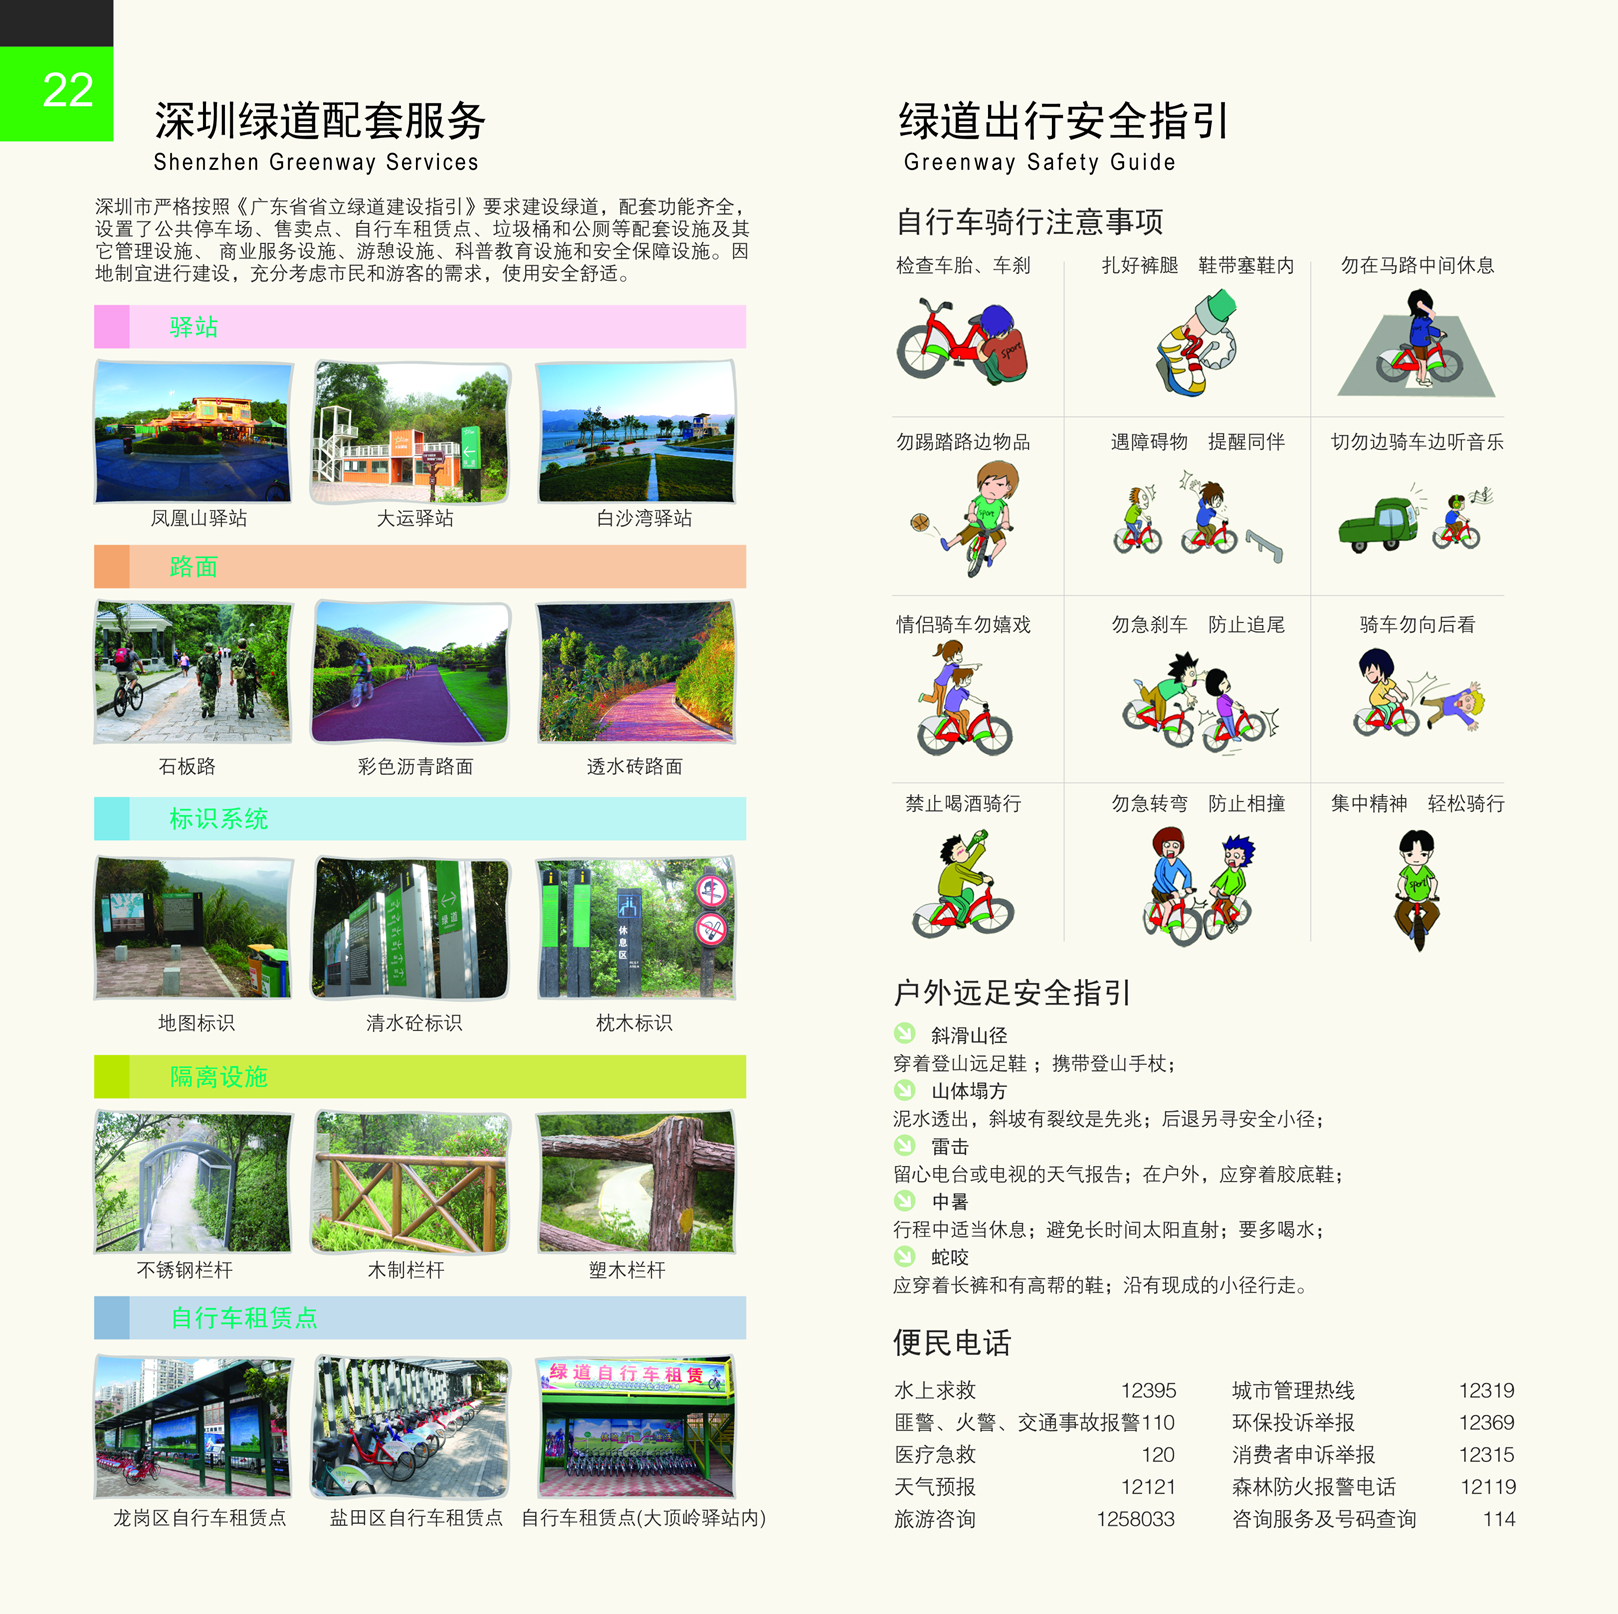 22
深圳绿道配套服务
Shenzhen Greenway Services
深圳市严格按照《广东省省立绿道建设指引》要求建设绿道，配套功能齐全，
设置了公共停车场、售卖点、自行车租赁点、垃圾桶和公厕等配套设施及其
它管理设施、 商业服务设施、游憩设施、科普教育设施和安全保障设施。因
地制宜进行建设，充分考虑市民和游客的需求，使用安全舒适。
驿站
凤凰山驿站 大运驿站 白沙湾驿站
路面
石板路 彩色沥青路面 透水砖路面
标识系统
绿道
休息区
地图标识 清水砼标识 枕木标识
隔离设施
不锈钢栏杆 木制栏杆 塑木栏杆
自行车租赁点
绿道自行车租赁
龙岗区自行车租赁点 盐田区自行车租赁点 自行车租赁点(大顶岭驿站内)
绿道出行安全指引
Greenway Safety Guide
自行车骑行注意事项
检查车胎、车刹 扎好裤腿 鞋带塞鞋内 勿在马路中间休息
sport
勿踢踏路边物品 遇障碍物 提醒同伴 切勿边骑车边听音乐
sport
情侣骑车勿嬉戏 勿急刹车 防止追尾 骑车勿向后看
禁止喝酒骑行 勿急转弯 防止相撞 集中精神 轻松骑行
sport
户外远足安全指引
斜滑山径
穿着登山远足鞋 ；携带登山手杖；
山体塌方
泥水透出，斜坡有裂纹是先兆；后退另寻安全小径；
雷击
留心电台或电视的天气报告；在户外，应穿着胶底鞋；
中暑
行程中适当休息；避免长时间太阳直射；要多喝水；
蛇咬
应穿着长裤和有高帮的鞋；沿有现成的小径行走。
便民电话
水上求救 12395 城市管理热线 12319
匪警、火警、交通事故报警110 环保投诉举报 12369
医疗急救 120 消费者申诉举报 12315
天气预报 12121 森林防火报警电话 12119
旅游咨询 1258033 咨询服务及号码查询 114